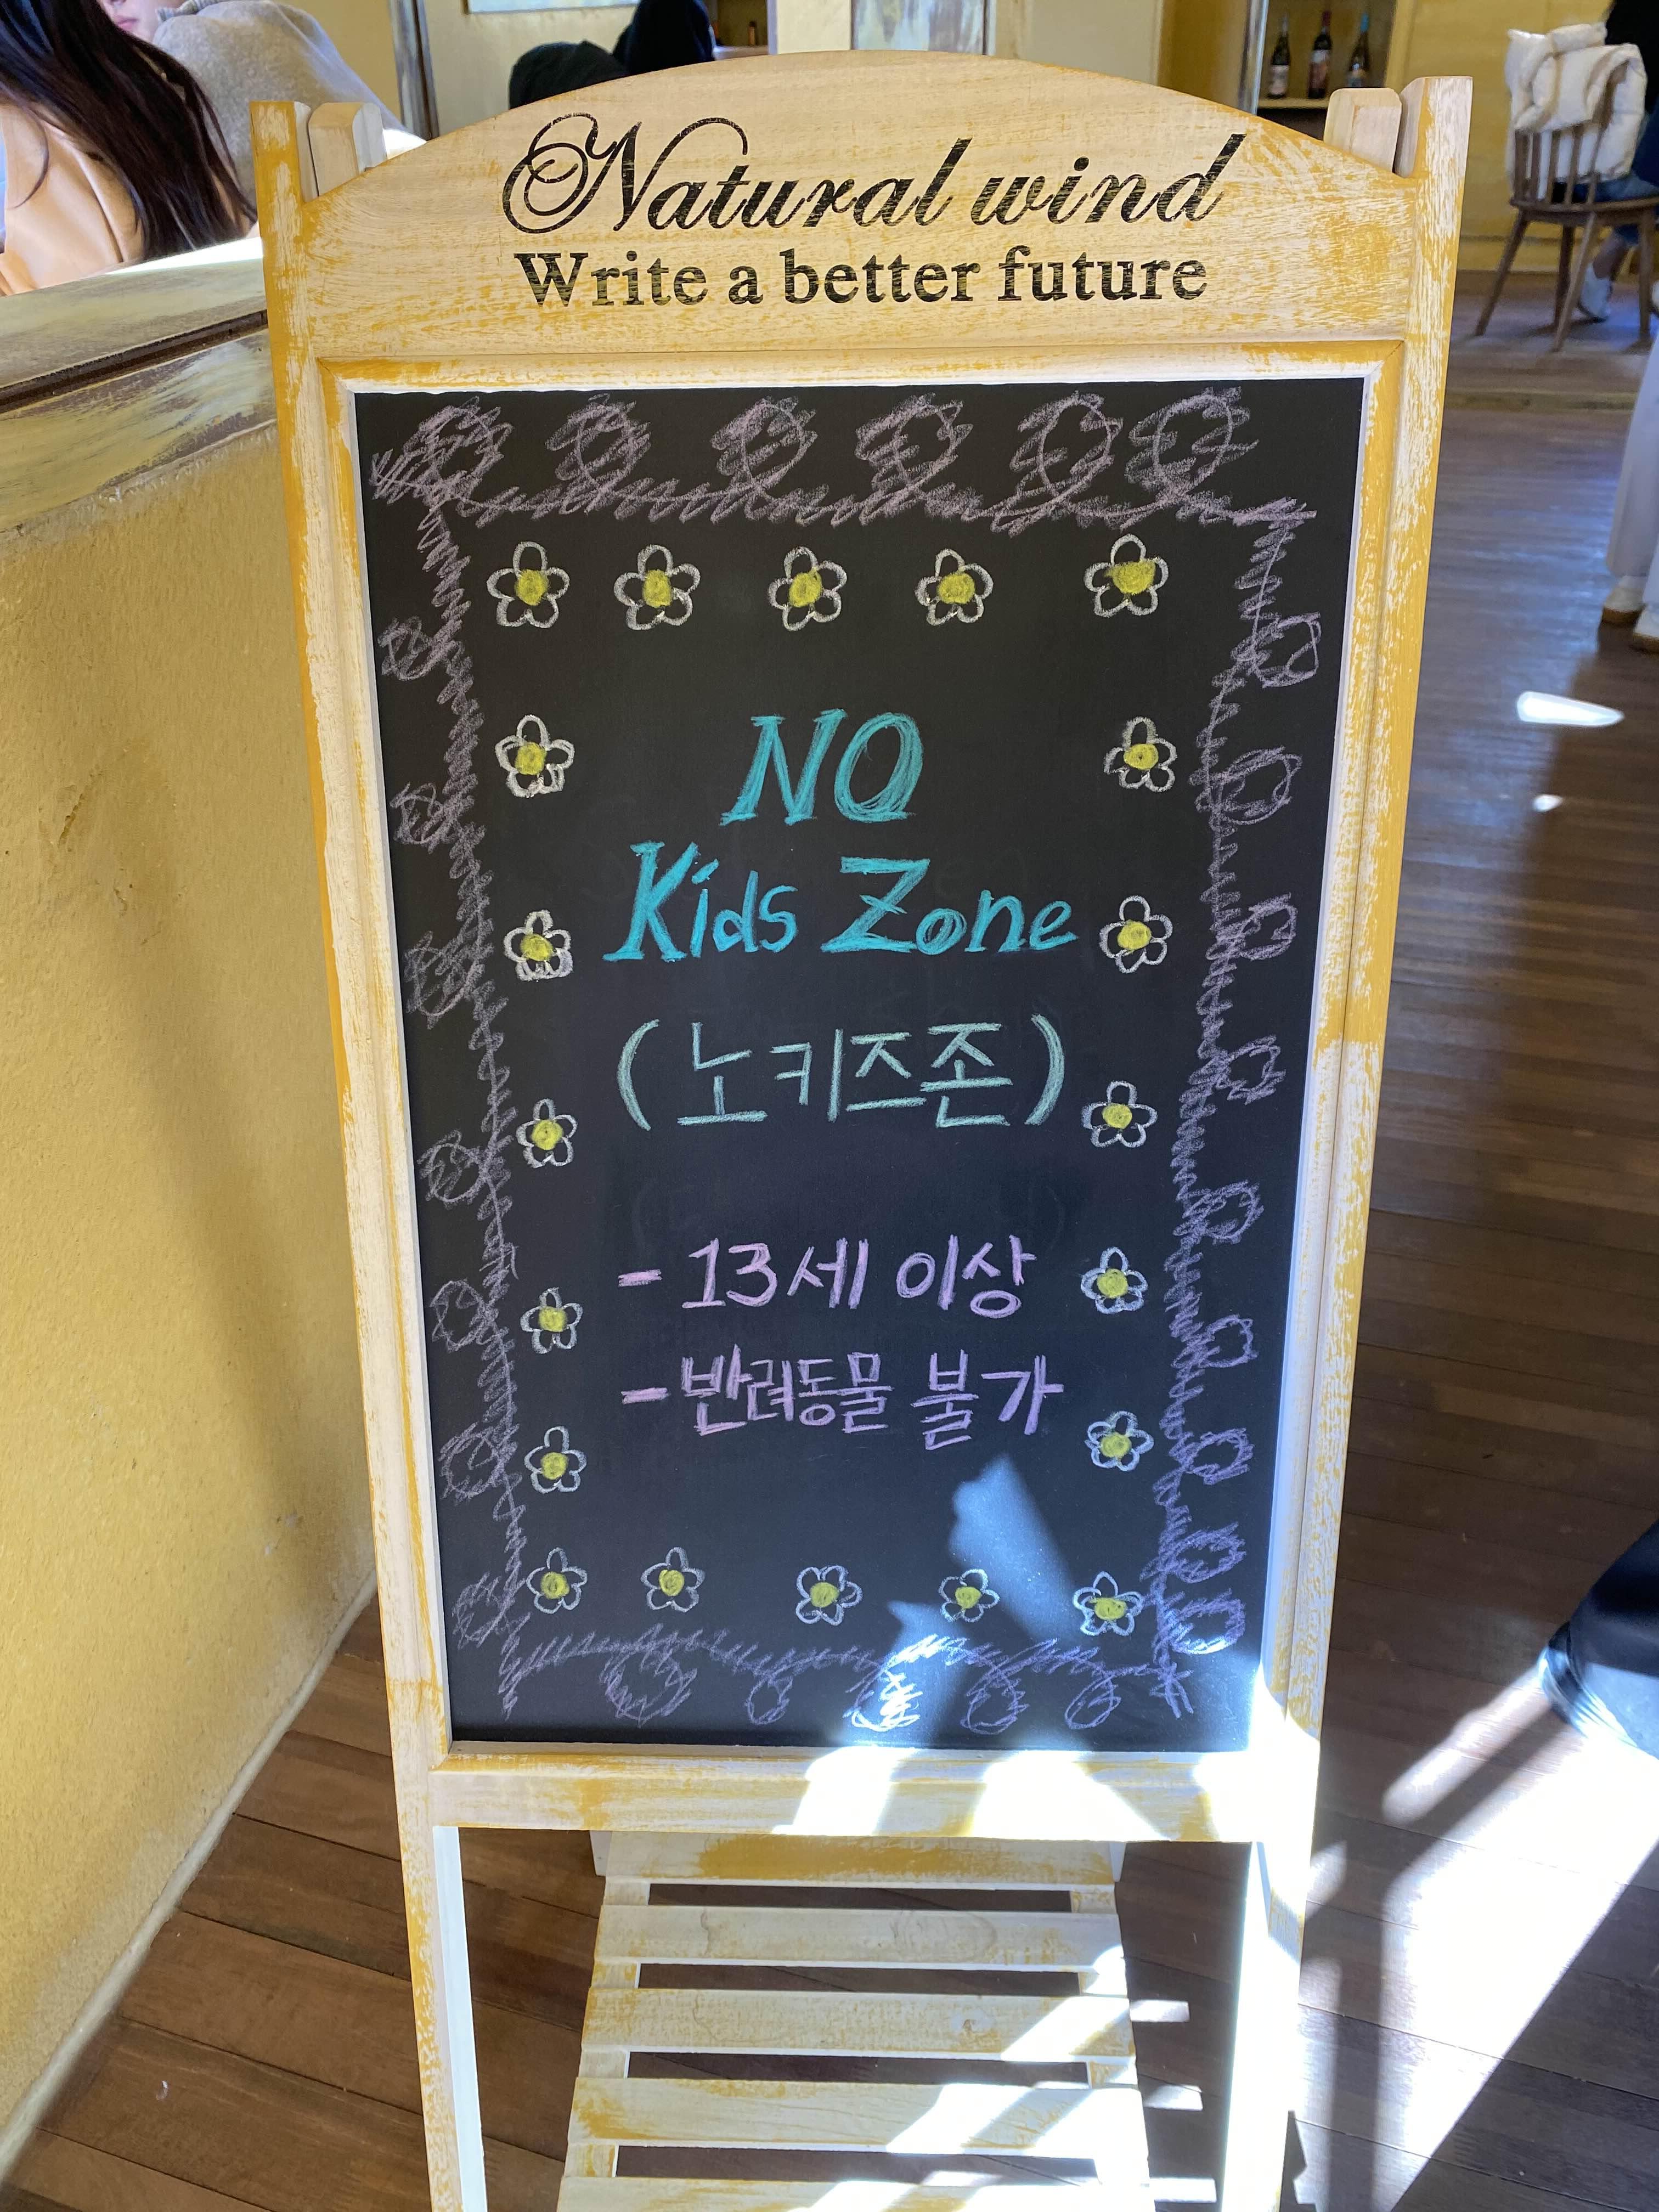 Natural wind
Write a better future
NO
Kids Zone
(노키즈존)
- 13세 이상
- 반려동물 불가